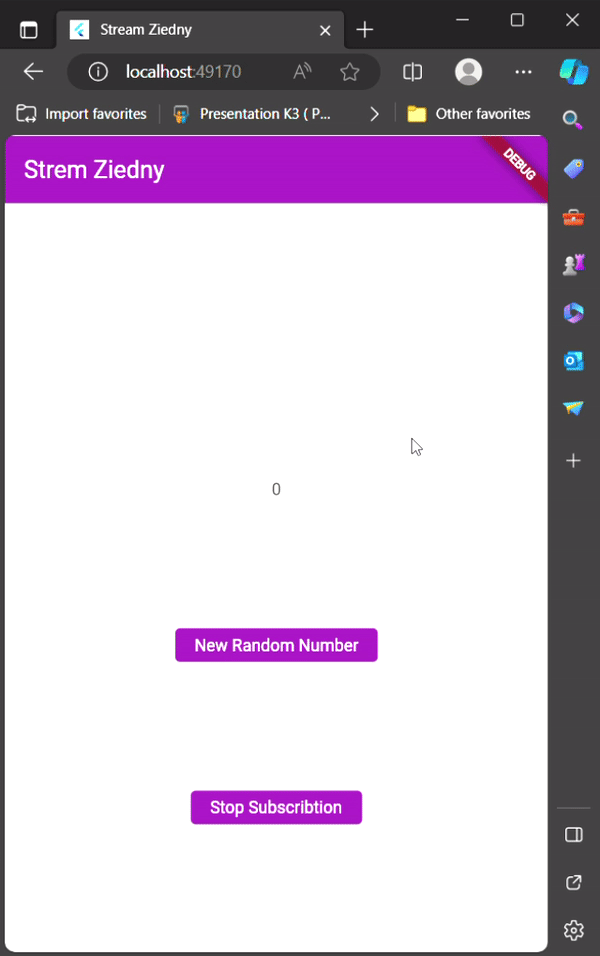 Stream Ziedny
localhost:49170
Import favorites
Presentation K3 ( P...
Other favorites
Strem Ziedny
DEBUG
0
New Random Number
Stop Subscribtion